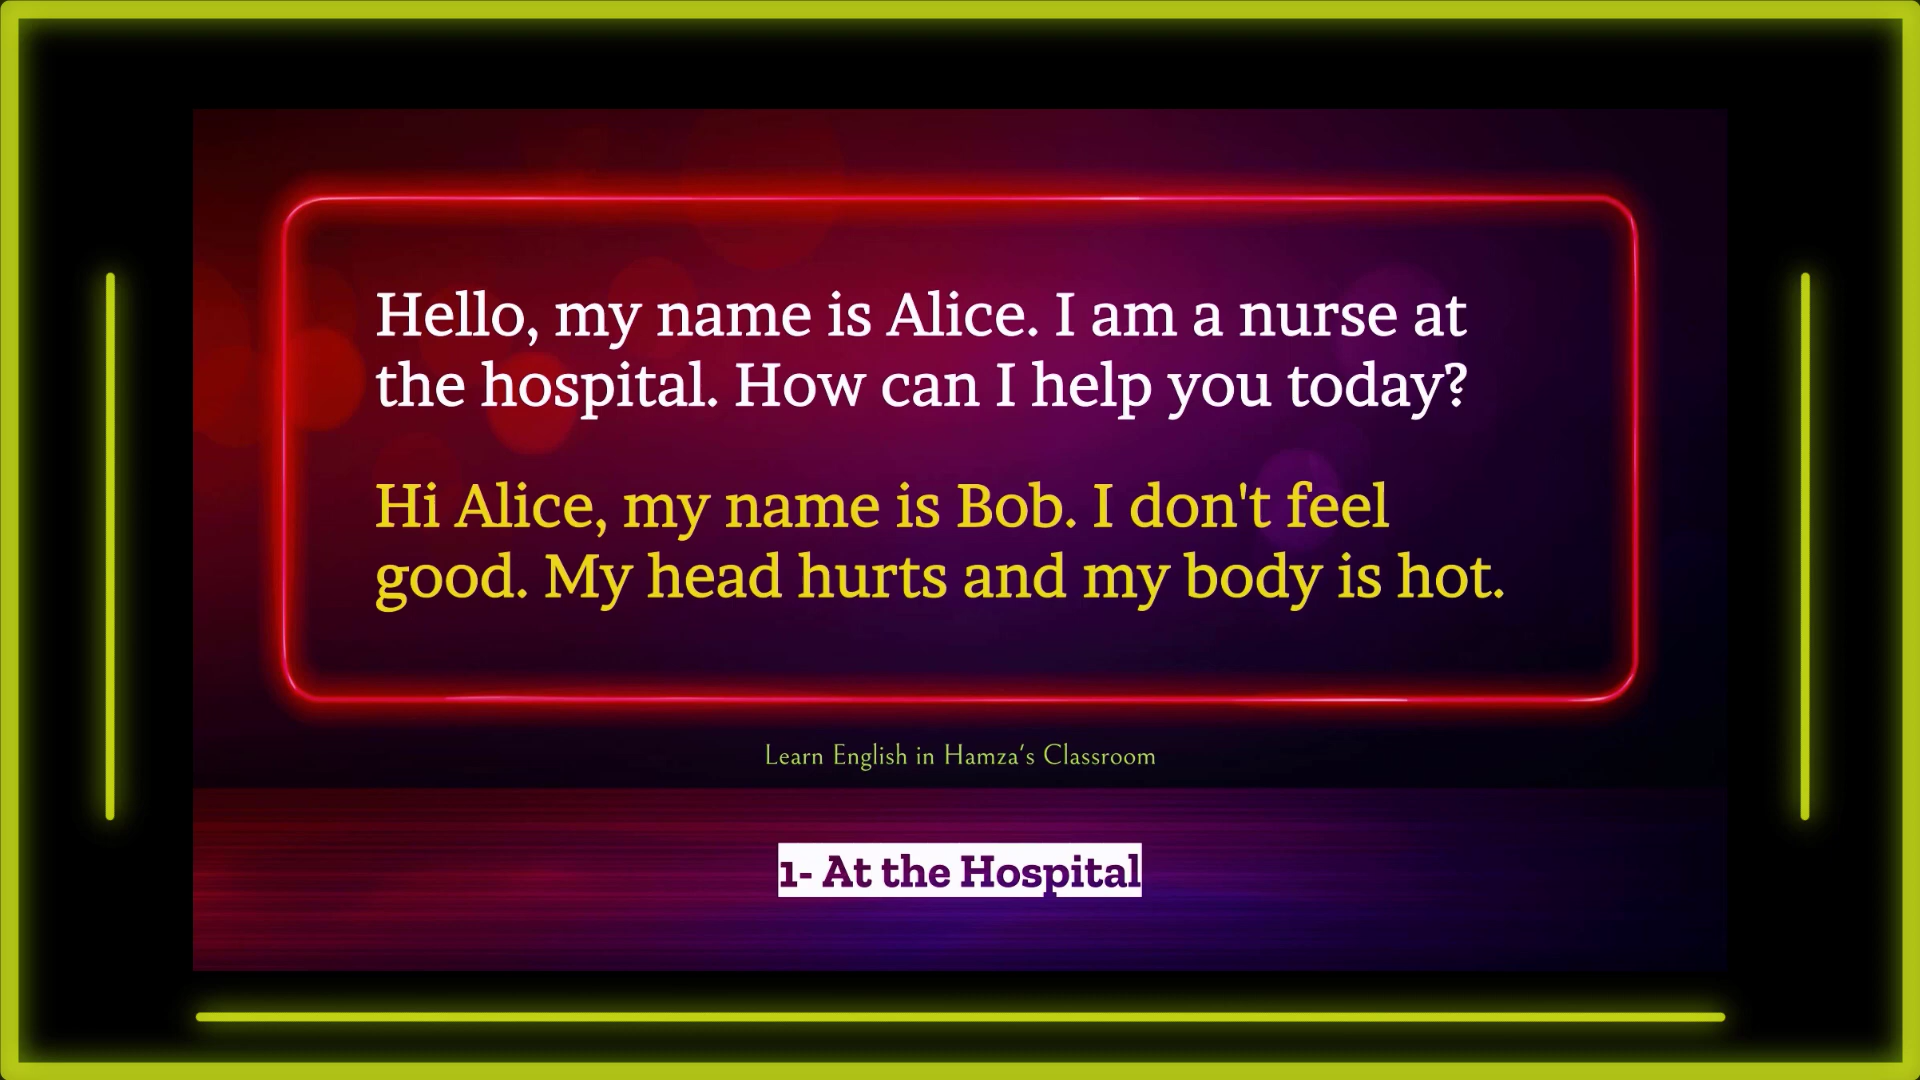 Hello, my name is Alice. I am a nurse at
the hospital. How can I help you today?
Hi Alice, my name is Bob. I don't feel
good. My head hurts and my body is hot.
Learn English in Hamza's Classroom
1- At the Hospital